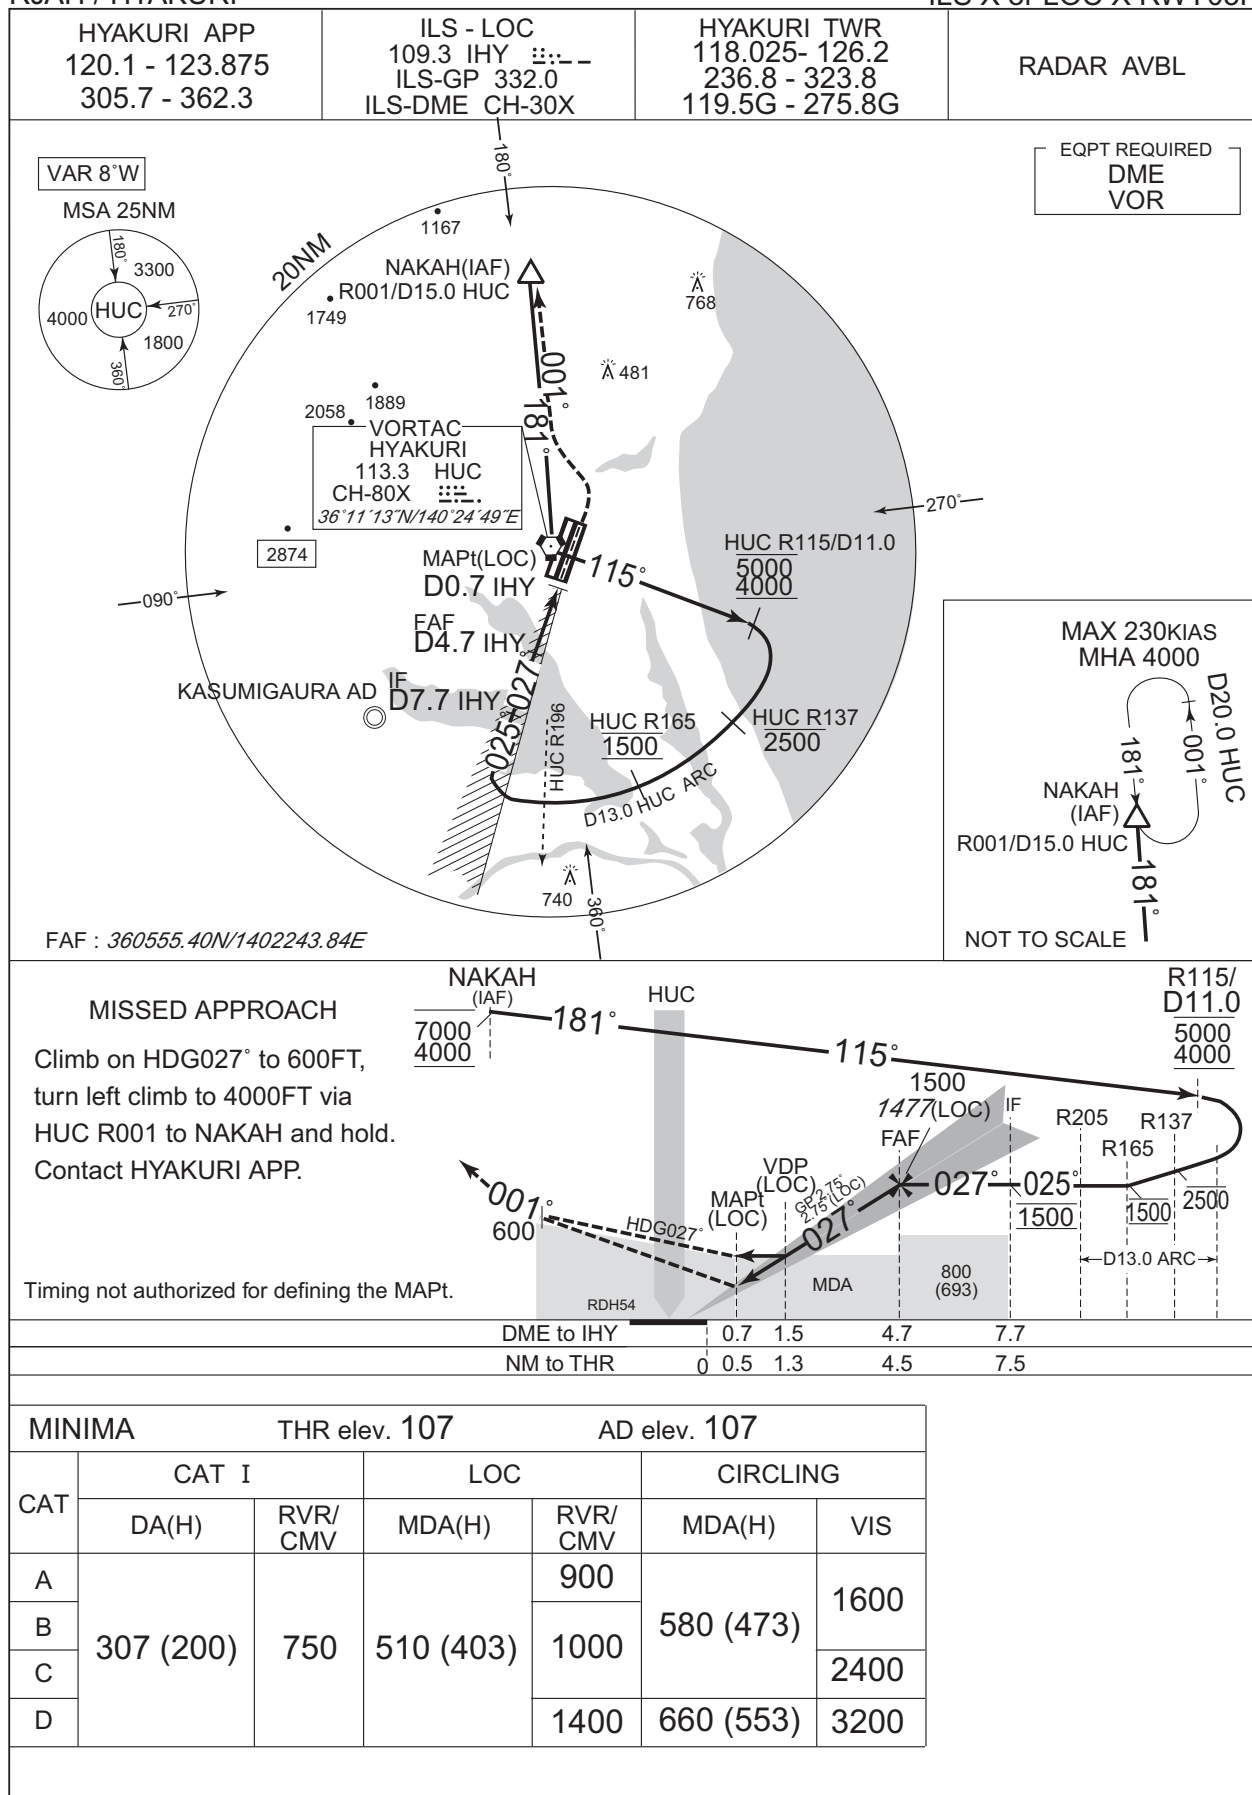 HYAKURI APP
120.1 - 123.875
305.7 - 362.3
ILS - LOC
109.3 IHY
ILS-GP 332.0
ILS-DME CH-30X
HYAKURI TWR
118.025- 126.2
236.8 - 323.8
119.5G - 275.8G
RADAR AVBL
EQPT REQUIRED
DME
VOR
VAR 8°W
MSA 25NM
180°
3300
HUC
270°
4000
1800
360°
180°
20NM
1167
NAKAH(IAF)
R001/D15.0 HUC
1749
768
001°
481
1889
2058
181°
VORTAC
HYAKURI
113.3 HUC
CH-80X
36°11´13˝N/140°24´49˝E
270°
2874
MAPt(LOC)
D0.7 IHY
115°
HUC R115/D11.0
5000
4000
090°
FAF
D4.7 IHY
KASUMIGAURA AD
IF
D7.7 IHY
025°
027°
HUC R196
HUC R165
1500
HUC R137
2500
D13.0 HUC ARC
740
360°
MAX 230KIAS
MHA 4000
D20.0 HUC
181°
001°
NAKAH
(IAF)
R001/D15.0 HUC
181°
NOT TO SCALE
FAF : 360555.40N/1402243.84E
MISSED APPROACH
Climb on HDG027° to 600FT,
turn left climb to 4000FT via
HUC R001 to NAKAH and hold.
Contact HYAKURI APP.
Timing not authorized for defining the MAPt.
NAKAH
(IAF)
7000
4000
181°
HUC
115°
R115/
D11.0
5000
4000
1500
1477(LOC)
IF
FAF
R205
R137
R165
VDP
(LOC)
MAPt
(LOC)
GP 2.75°
2.75°(LOC)
027°
027°
025°
1500
1500
2500
001°
600
HDG027°
D13.0 ARC
MDA
800
(693)
RDH54
DME to IHY 0.7 1.5 4.7 7.7
NM to THR 0 0.5 1.3 4.5 7.5
MINIMA THR elev. 107 AD elev. 107
CAT CAT I LOC CIRCLING
DA(H) RVR/CMV MDA(H) RVR/CMV MDA(H) VIS
A 307 (200) 750 510 (403) 900 580 (473) 1600
B 1000
C 2400
D 1400 660 (553) 3200